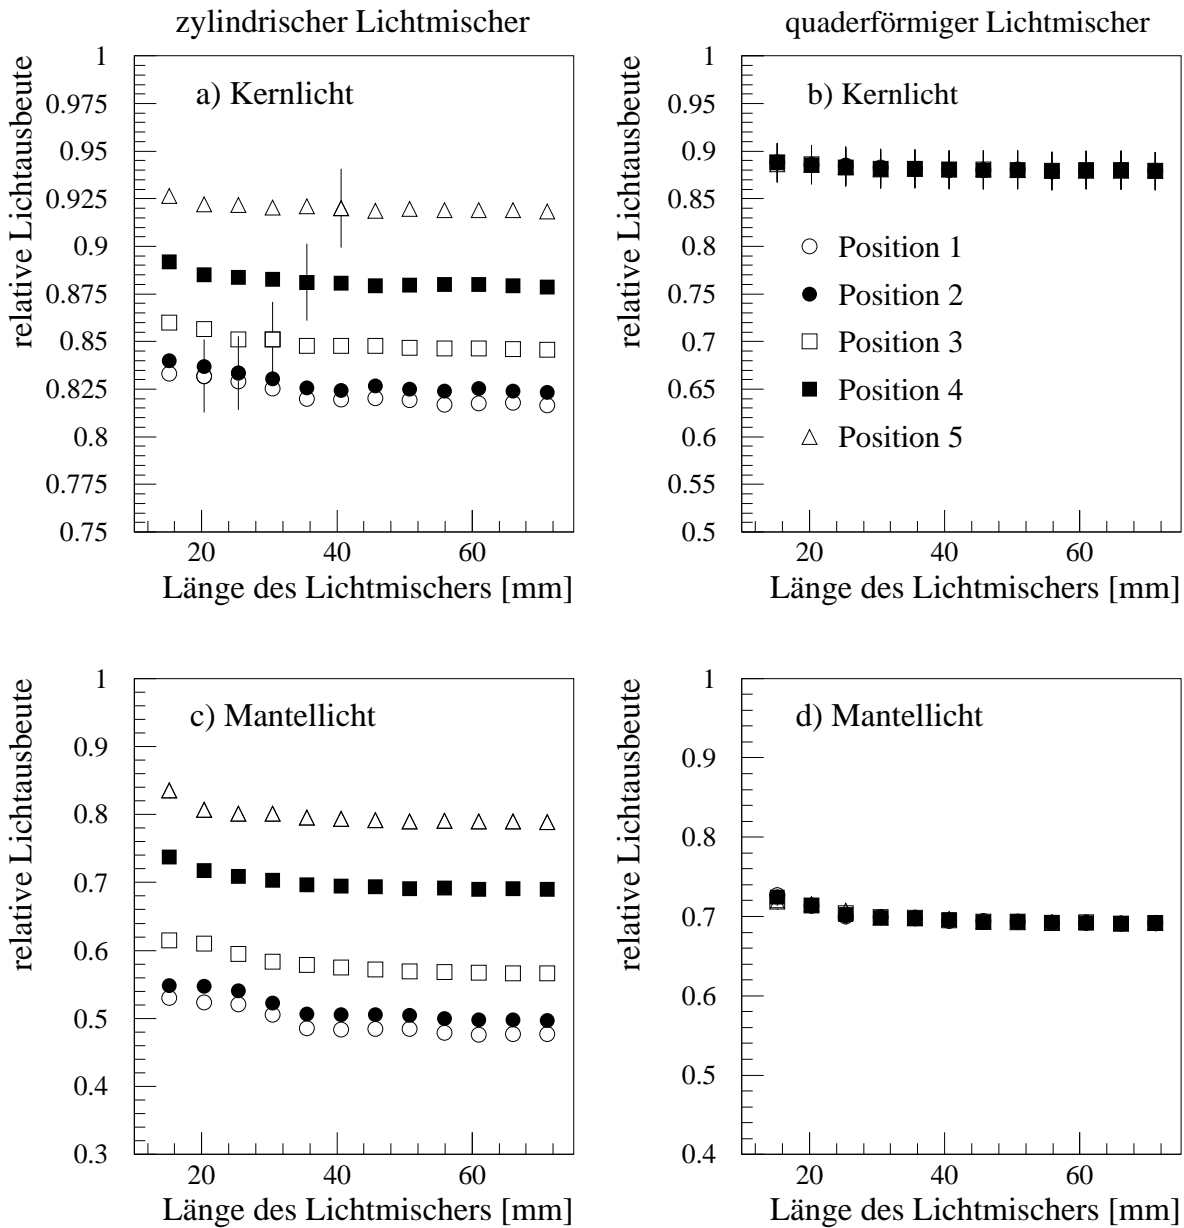 zylindrischer Lichtmischer
quaderförmiger Lichtmischer
relative Lichtausbeute
1
0.975
0.95
0.925
0.9
0.875
0.85
0.825
0.8
0.775
0.75
a) Kernlicht
20 40 60
Länge des Lichtmischers [mm]
relative Lichtausbeute
1
0.95
0.9
0.85
0.8
0.75
0.7
0.65
0.6
0.55
0.5
b) Kernlicht
Position 1
Position 2
Position 3
Position 4
Position 5
20 40 60
Länge des Lichtmischers [mm]
relative Lichtausbeute
1
0.9
0.8
0.7
0.6
0.5
0.4
0.3
c) Mantellicht
20 40 60
Länge des Lichtmischers [mm]
relative Lichtausbeute
1
0.9
0.8
0.7
0.6
0.5
0.4
d) Mantellicht
20 40 60
Länge des Lichtmischers [mm]